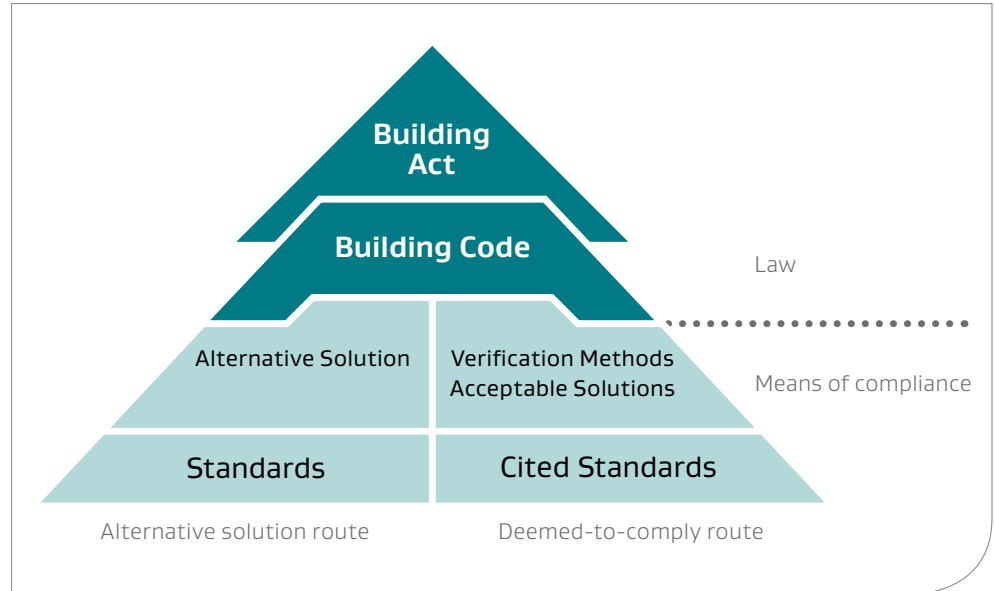 Building
Act
Building Code
Law
Alternative Solution
Verification Methods
Acceptable Solutions
Means of compliance
Standards
Cited Standards
Alternative solution route
Deemed-to-comply route